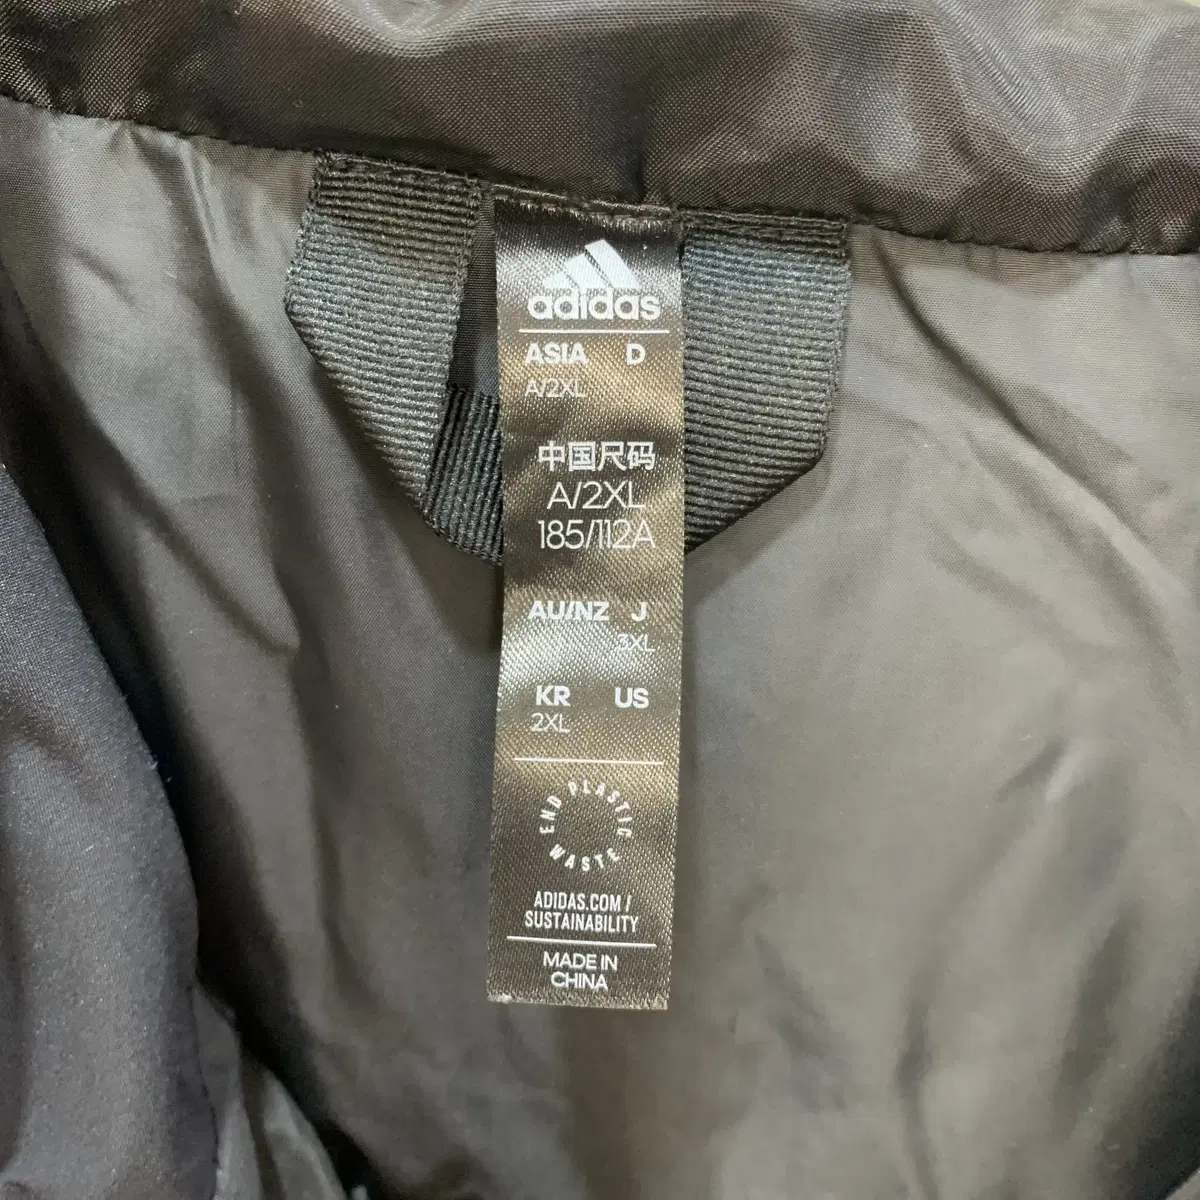 adidas
ASIA D
A/2XL
中国尺码
A/2XL
185/112A
AU/NZ J
3XL
KR US
2XL
END PLASTIC WASTE
ADIDAS.COM/
SUSTAINABILITY
MADE IN
CHINA